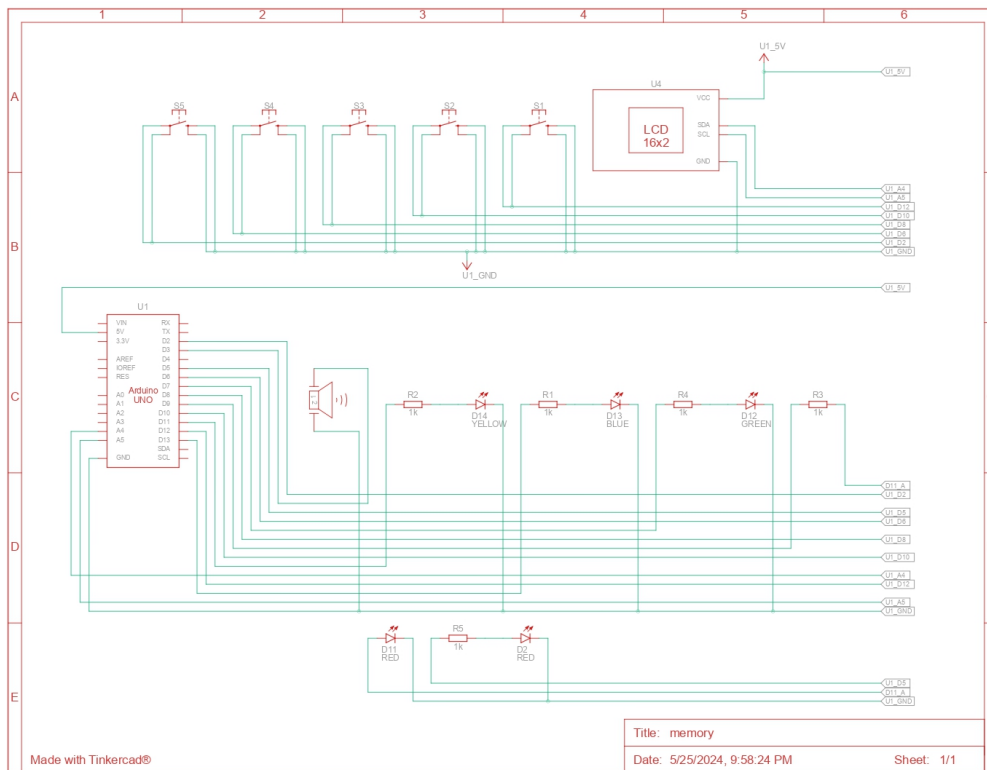 1 2 3 4 5 6
A
B
C
D
E
U1_5V
U1_5V
U4
VCC
SDA
SCL
GND
LCD
16x2
S5 S4 S3 S2 S1
U1_A4
U1_A5
U1_D12
U1_D10
U1_D8
U1_D6
U1_D2
U1_GND
U1_GND
U1_5V
U1
VIN RX
5V TX
3.3V D2
D3
AREF D4
IOREF D5
RES D6
D7
Arduino
UNO
A0 D8
A1 D9
A2 D10
A3 D11
A4 D12
A5 D13
SDA
GND SCL
R2
1k
D14
YELLOW
R1
1k
D13
BLUE
R4
1k
D12
GREEN
R3
1k
D11_A
U1_D2
U1_D5
U1_D6
U1_D8
U1_D10
U1_A4
U1_D12
U1_A5
U1_GND
D11
RED
R5
1k
D2
RED
U1_D5
D11_A
U1_GND
Title: memory
Made with Tinkercad®
Date: 5/25/2024, 9:58:24 PM Sheet: 1/1